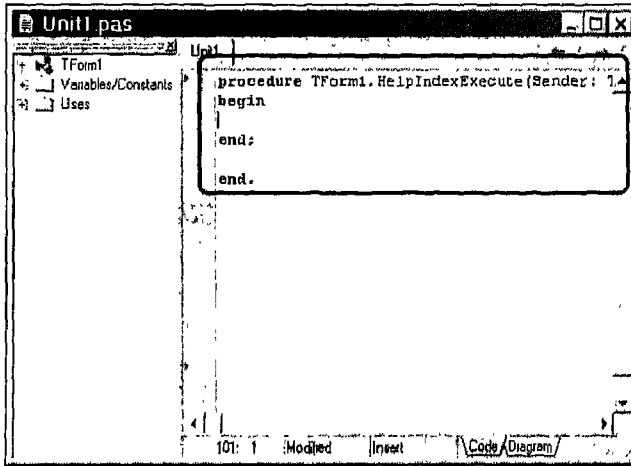 Unit1.pas
Unit1
TForm1
Variables/Constants
Uses
procedure TForm1.HelpIndexExecute(Sender: T
begin
end;
end.
101: 1 Modified Insert Code Diagram